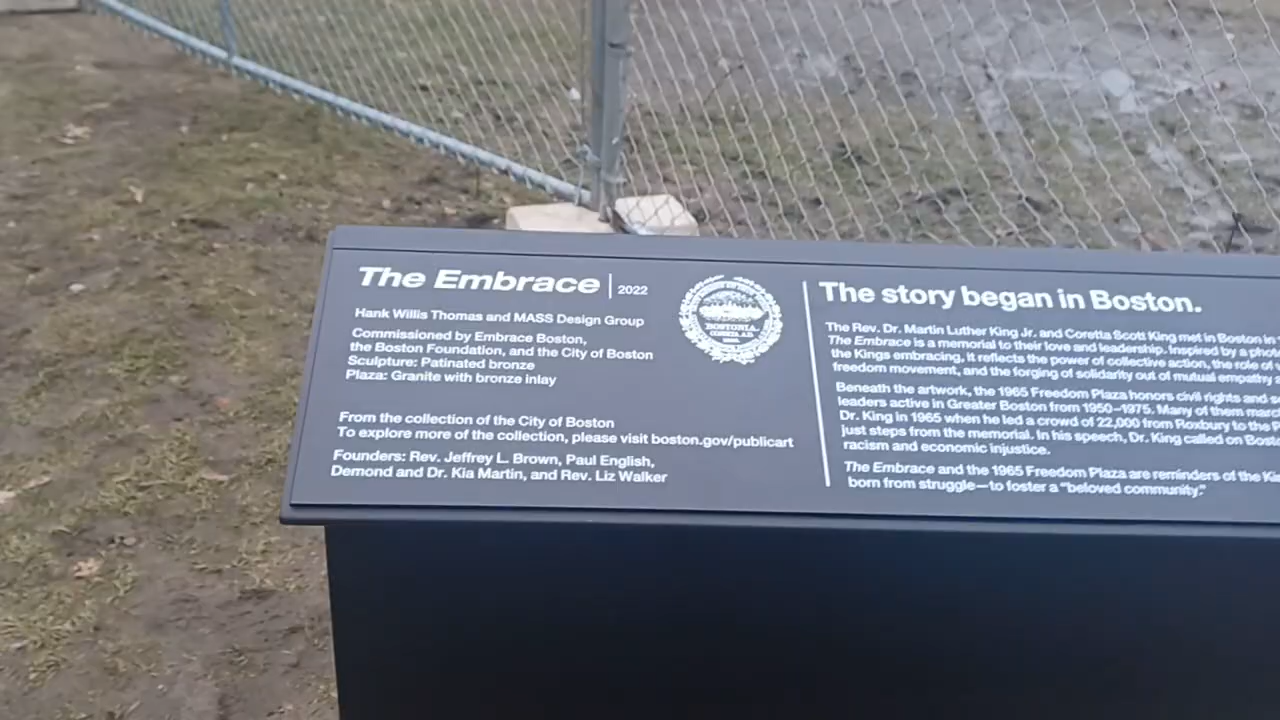 The Embrace | 2022
Hank Willis Thomas and MASS Design Group
Commissioned by Embrace Boston,
the Boston Foundation, and the City of Boston
Sculpture: Patinated bronze
Plaza: Granite with bronze inlay
From the collection of the City of Boston
To explore more of the collection, please visit boston.gov/publicart
Founders: Rev. Jeffrey L. Brown, Paul English,
Demond and Dr. Kia Martin, and Rev. Liz Walker
BOSTONIA.
The story began in Boston.
The Rev. Dr. Martin Luther King Jr. and Coretta Scott King met in Boston in
The Embrace is a memorial to their love and leadership. Inspired by a
the Kings embracing, it reflects the power of collective action, the role of
freedom movement, and the forging of solidarity out of mutual empathy
Beneath the artwork, the 1965 Freedom Plaza honors civil rights and
leaders active in Greater Boston from 1950–1975. Many of them
Dr. King in 1965 when he led a crowd of 22,000 from Roxbury to the
just steps from the memorial. In his speech, Dr. King called on
racism and economic injustice.
The Embrace and the 1965 Freedom Plaza are reminders of the
born from struggle—to foster a “beloved community.”